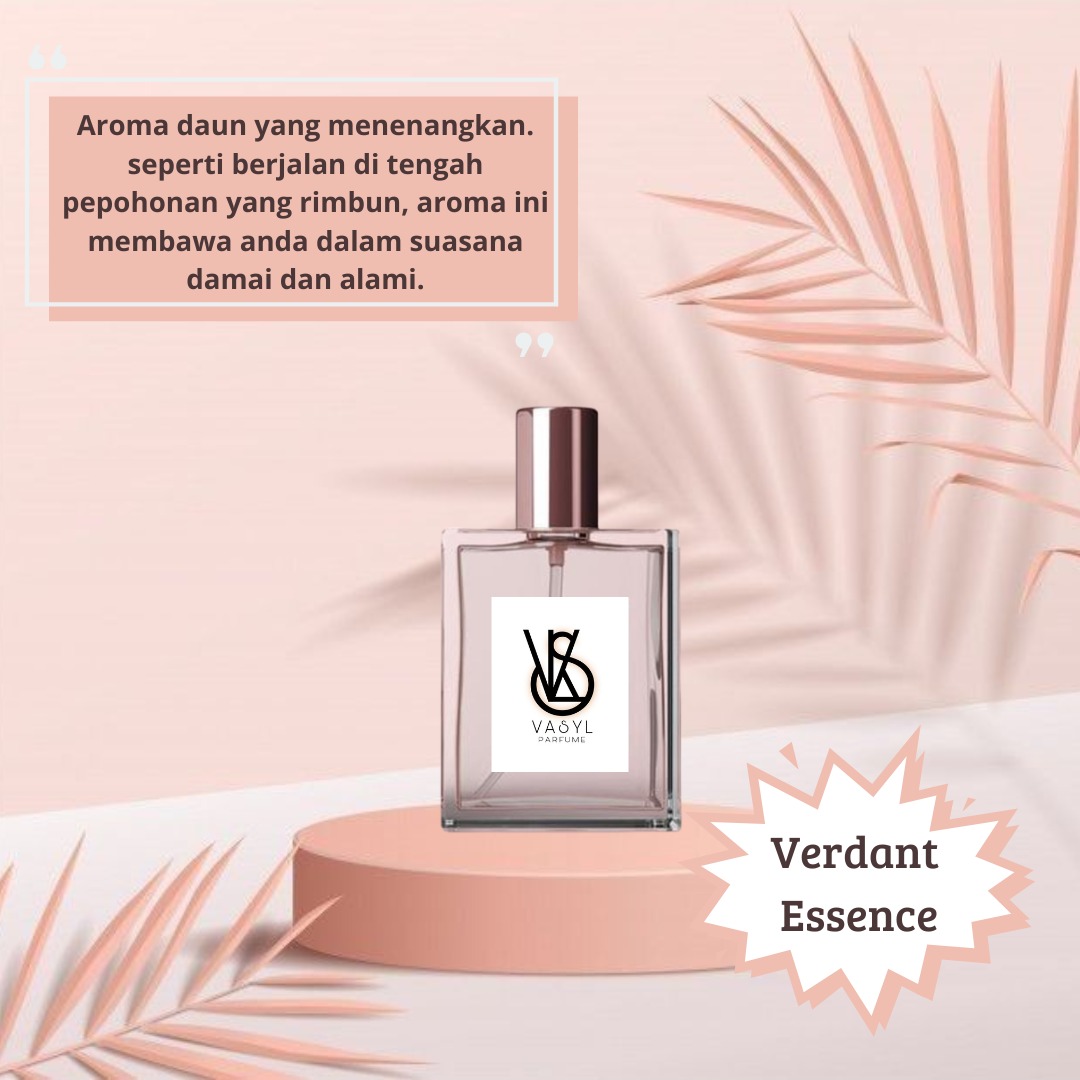 Aroma daun yang menenangkan.
seperti berjalan di tengah
pepohonan yang rimbun, aroma ini
membawa anda dalam suasana
damai dan alami.
VSL
VASYL
PARFUME
Verdant
Essence